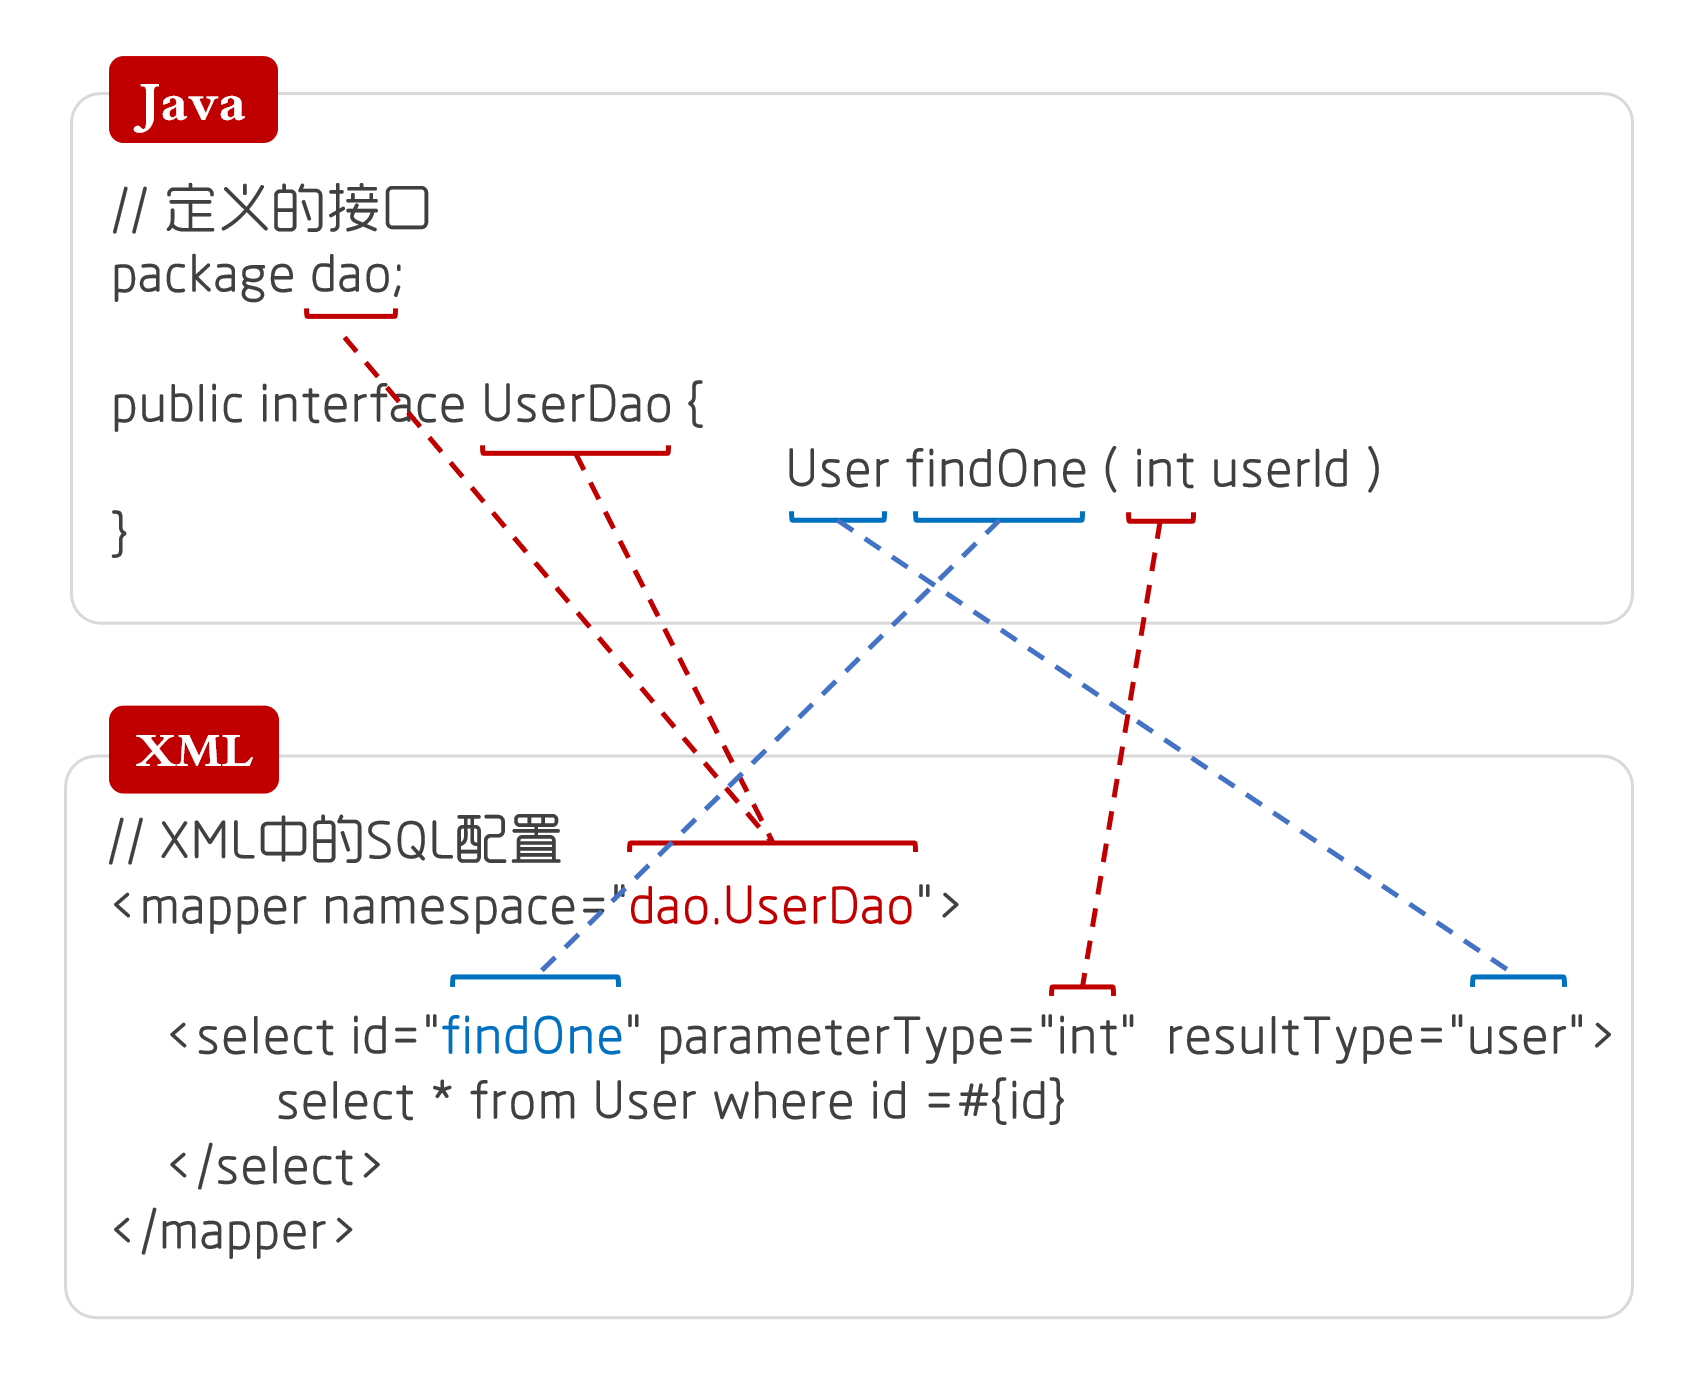 Java
// 定义的接口
package dao;
public interface UserDao {
User findOne ( int userId )
}
XML
// XML中的SQL配置
<mapper namespace="dao.UserDao">
<select id="findOne" parameterType="int" resultType="user">
select * from User where id =#{id}
</select>
</mapper>